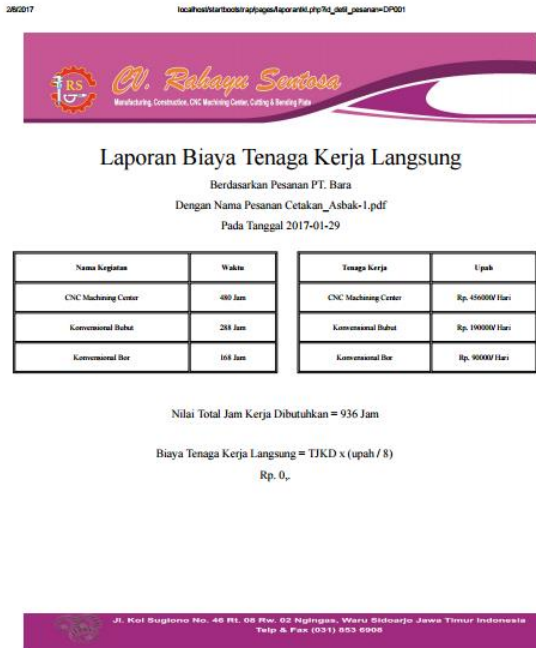 2/8/2017
localhost/startbootstrap/pages/laporantkl.php?id_detil_pesanan=DP001
RS
CV. Rahayu Sentosa
Manufacturing, Construction, CNC Machining Center, Cutting & Bending Plate
Laporan Biaya Tenaga Kerja Langsung
Berdasarkan Pesanan PT. Bara
Dengan Nama Pesanan Cetakan_Asbak-1.pdf
Pada Tanggal 2017-01-29
Nama Kegiatan Waktu
CNC Machining Center 480 Jam
Konvensional Bubut 288 Jam
Konvensional Bor 168 Jam
Tenaga Kerja Upah
CNC Machining Center Rp. 456000/ Hari
Konvensional Bubut Rp. 190000/ Hari
Konvensional Bor Rp. 90000/ Hari
Nilai Total Jam Kerja Dibutuhkan = 936 Jam
Biaya Tenaga Kerja Langsung = TJKD x (upah / 8)
Rp. 0,.
Jl. Kol Sugiono No. 46 Rt. 08 Rw. 02 Ngingas, Waru Sidoarjo Jawa Timur Indonesia
Telp & Fax (031) 853 6908